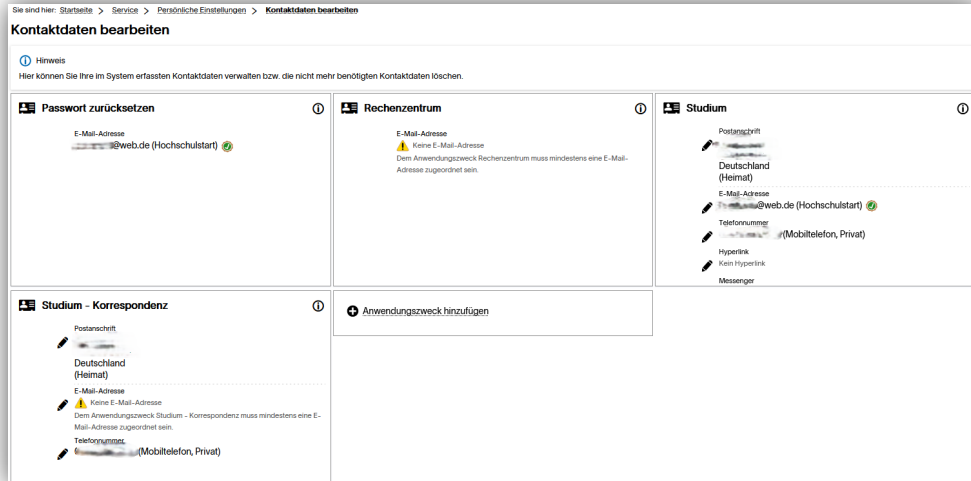 Sie sind hier: Startseite > Service > Persönliche Einstellungen > Kontaktdaten bearbeiten
Kontaktdaten bearbeiten
Hinweis
Hier können Sie Ihre im System erfassten Kontaktdaten verwalten bzw. die nicht mehr benötigten Kontaktdaten löschen.
Passwort zurücksetzen
E-Mail-Adresse
@web.de (Hochschulstart)
Rechenzentrum
E-Mail-Adresse
Keine E-Mail-Adresse
Dem Anwendungszweck Rechenzentrum muss mindestens eine E-Mail-
Adresse zugeordnet sein.
Studium
Postanschrift
Deutschland
(Heimat)
E-Mail-Adresse
@web.de (Hochschulstart)
Telefonnummer
(Mobiltelefon, Privat)
Hyperlink
Kein Hyperlink
Messenger
Studium - Korrespondenz
Postanschrift
Deutschland
(Heimat)
E-Mail-Adresse
Keine E-Mail-Adresse
Dem Anwendungszweck Studium - Korrespondenz muss mindestens eine E-
Mail-Adresse zugeordnet sein.
Telefonnummer
(Mobiltelefon, Privat)
Anwendungszweck hinzufügen